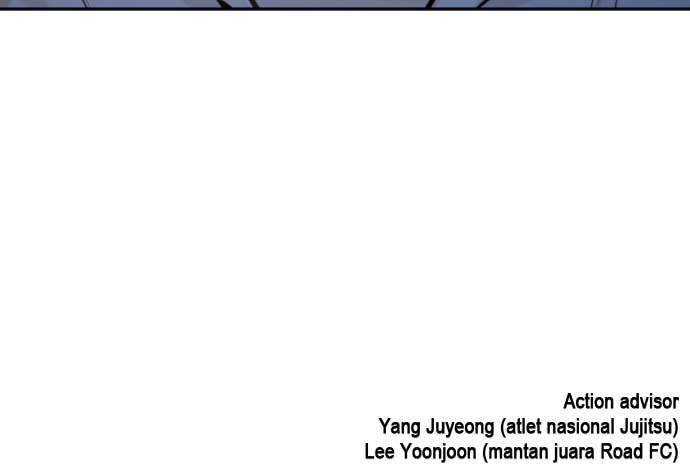 Action advisor
Yang Juyeong (atlet nasional Jujitsu)
Lee Yoonjoon (mantan juara Road FC)